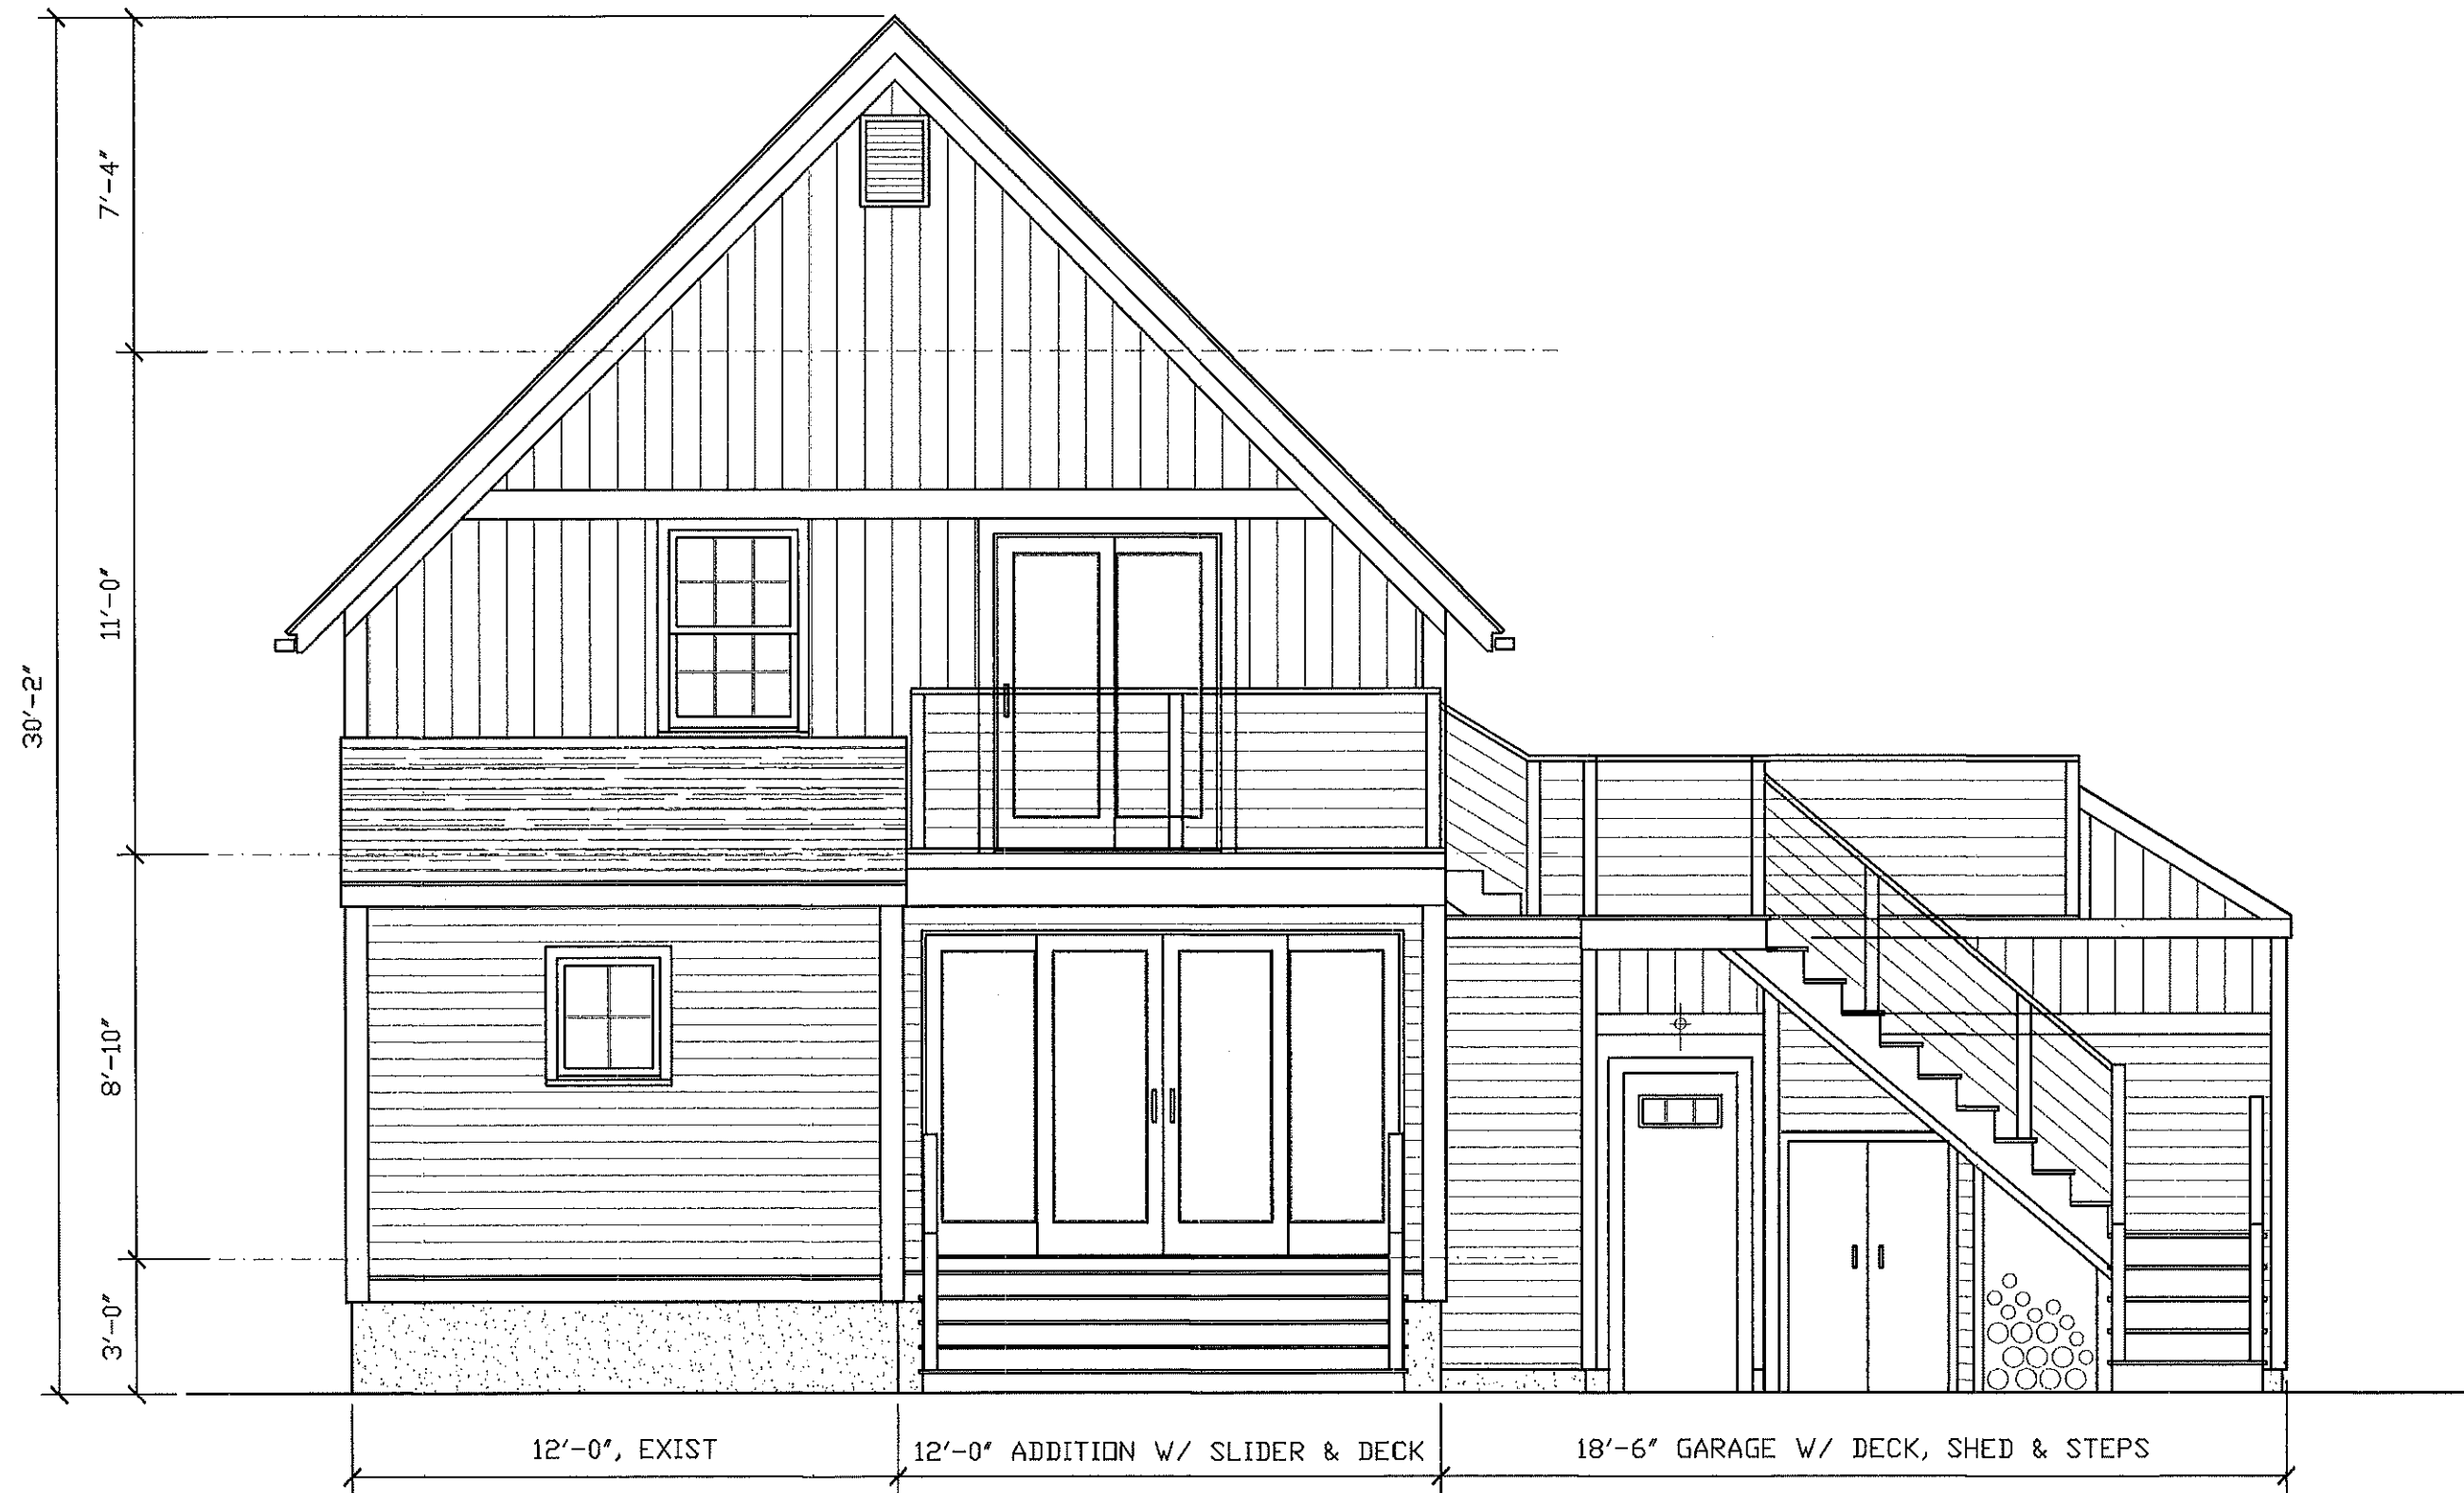 7'-4"
11'-0"
30'-2"
8'-10"
3'-0"
12'-0", EXIST
12'-0" ADDITION W/ SLIDER & DECK
18'-6" GARAGE W/ DECK, SHED & STEPS